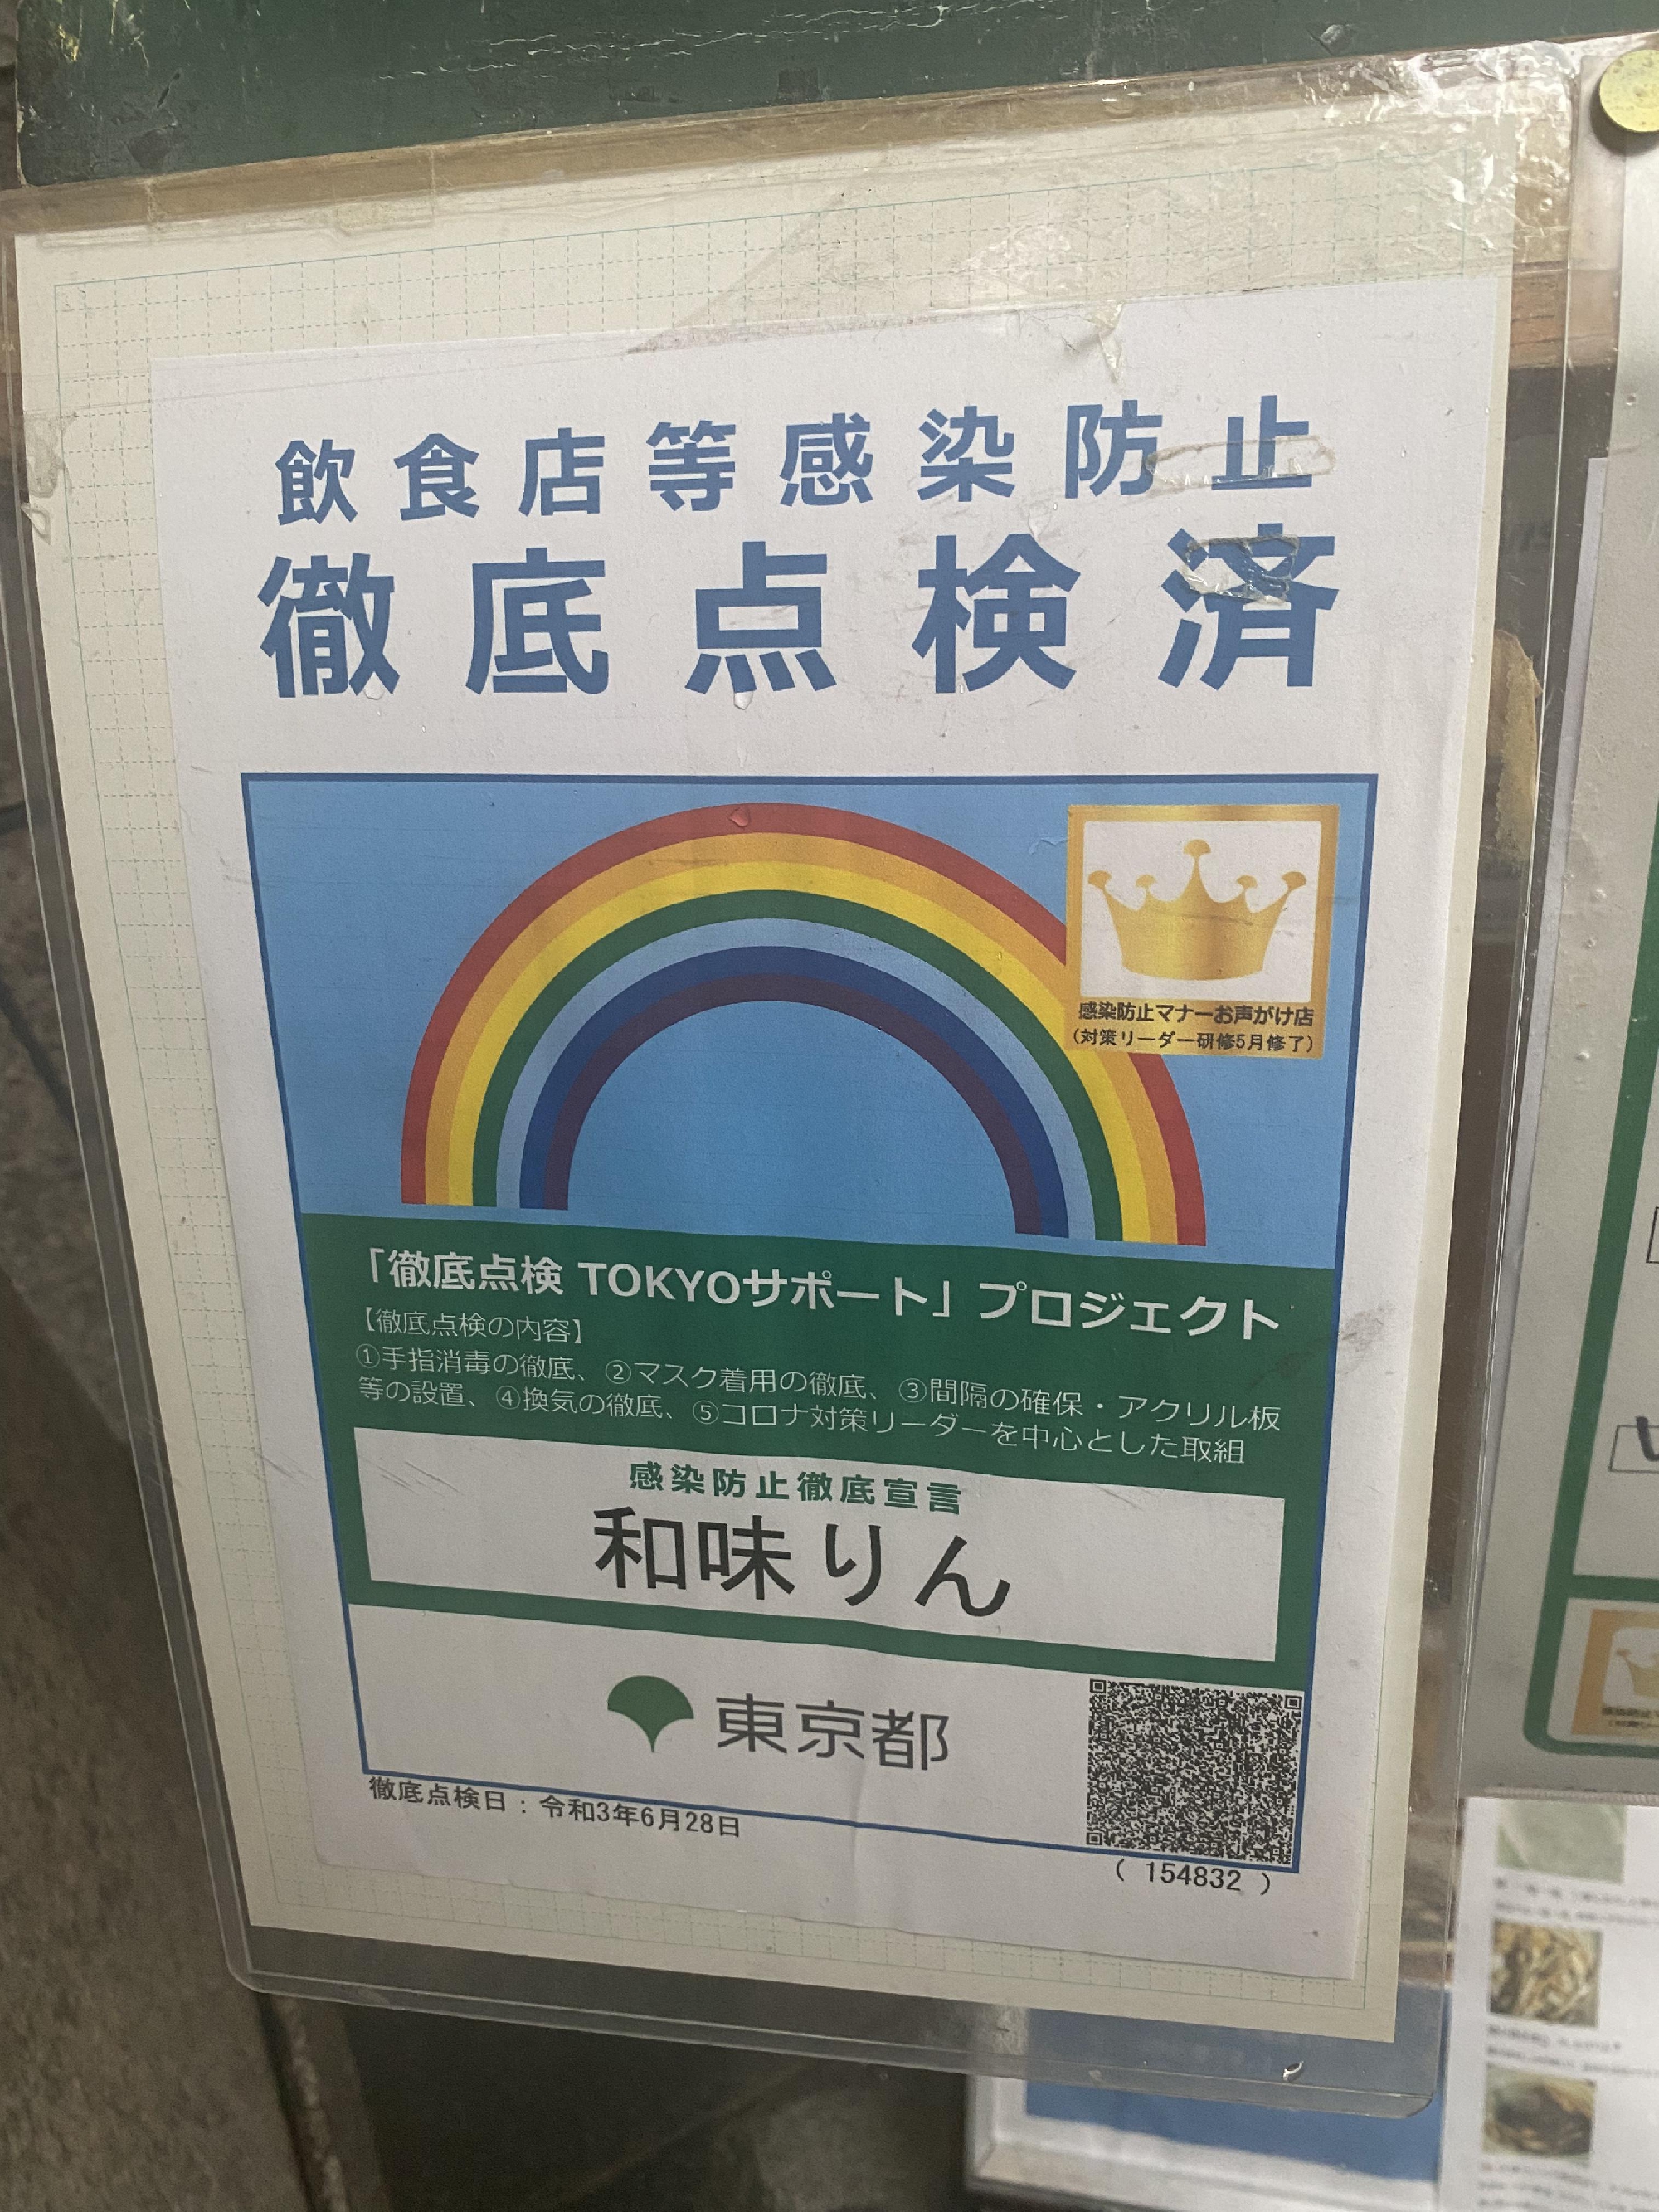 飲食店等感染防止
徹底点検済
感染防止マナーお声がけ店
(対策リーダー研修5月修了)
「徹底点検 TOKYOサポート」プロジェクト
【徹底点検の内容】
①手指消毒の徹底、②マスク着用の徹底、③間隔の確保・アクリル板
等の設置、④換気の徹底、⑤コロナ対策リーダーを中心とした取組
感染防止徹底宣言
和味りん
東京都
徹底点検日：令和3年6月28日
( 154832 )